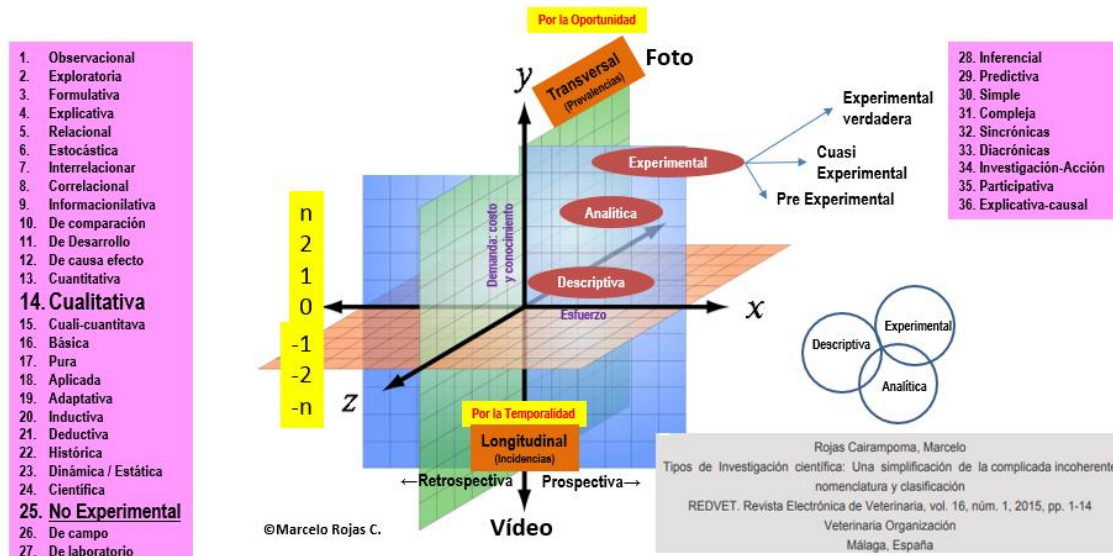 Por la Oportunidad
1. Observacional
2. Exploratoria
3. Formulativa
4. Explicativa
5. Relacional
6. Estocástica
7. Interrelacionar
8. Correlacional
9. Informacionilativa
10. De comparación
11. De Desarrollo
12. De causa efecto
13. Cuantitativa
14. Cualitativa
15. Cuali-cuantitava
16. Básica
17. Pura
18. Aplicada
19. Adaptativa
20. Inductiva
21. Deductiva
22. Histórica
23. Dinámica / Estática
24. Científica
25. No Experimental
26. De campo
27. De laboratorio
n
2
1
0
-1
-2
-n
y
Transversal
(Prevalencias)
Foto
Experimental
Analítica
Descriptiva
Demanda: costo
y conocimiento
Esfuerzo
x
z
Por la Temporalidad
Longitudinal
(Incidencias)
←Retrospectiva
Prospectiva→
Vídeo
©Marcelo Rojas C.
Experimental
verdadera
Cuasi
Experimental
Pre Experimental
28. Inferencial
29. Predictiva
30. Simple
31. Compleja
32. Sincrónicas
33. Diacrónicas
34. Investigación-Acción
35. Participativa
36. Explicativa-causal
Descriptiva
Experimental
Analítica
Rojas Cairampoma, Marcelo
Tipos de Investigación científica: Una simplificación de la complicada incoherente
nomenclatura y clasificación
REDVET. Revista Electrónica de Veterinaria, vol. 16, núm. 1, 2015, pp. 1-14
Veterinaria Organización
Málaga, España